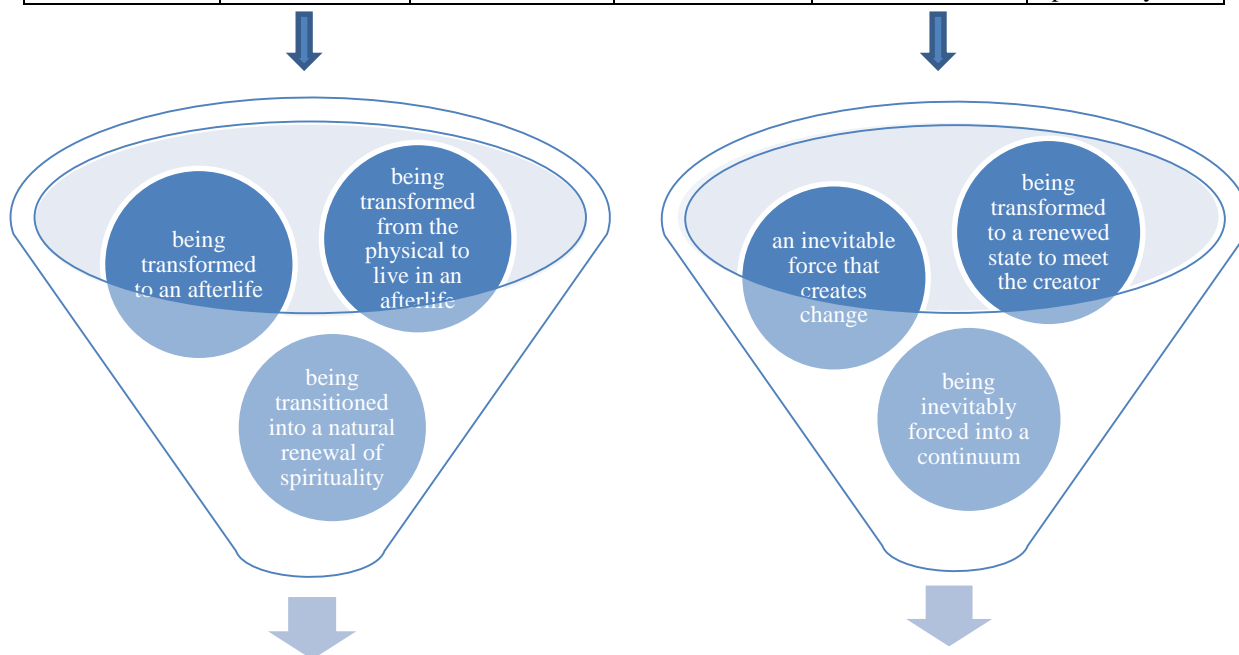 being
transformed
to an afterlife
being
transformed
from the
physical to
live in an
afterlife
being
transitioned
into a natural
renewal of
spirituality
an inevitable
force that
creates
change
being
transformed
to a renewed
state to meet
the creator
being
inevitably
forced into a
continuum